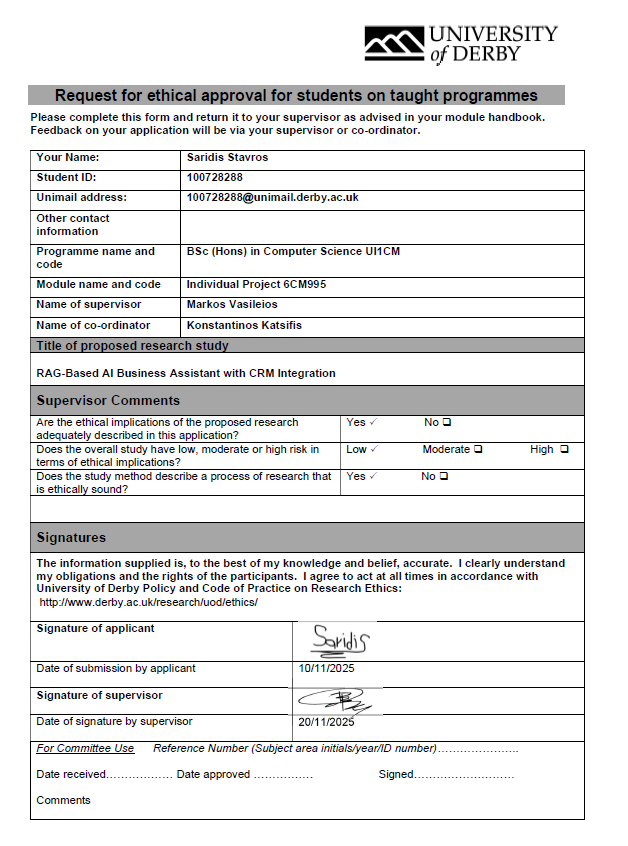 UNIVERSITY
of DERBY
Request for ethical approval for students on taught programmes
Please complete this form and return it to your supervisor as advised in your module handbook.
Feedback on your application will be via your supervisor or co-ordinator.
Your Name: Saridis Stavros
Student ID: 100728288
Unimail address: 100728288@unimail.derby.ac.uk
Other contact
information
Programme name and BSc (Hons) in Computer Science UI1CM
code
Module name and code Individual Project 6CM995
Name of supervisor Markos Vasileios
Name of co-ordinator Konstantinos Katsifis
Title of proposed research study
RAG-Based AI Business Assistant with CRM Integration
Supervisor Comments
Are the ethical implications of the proposed research Yes ✓ No ❑
adequately described in this application?
Does the overall study have low, moderate or high risk in Low ✓ Moderate ❑ High ❑
terms of ethical implications?
Does the study method describe a process of research that Yes ✓ No ❑
is ethically sound?
Signatures
The information supplied is, to the best of my knowledge and belief, accurate. I clearly understand
my obligations and the rights of the participants. I agree to act at all times in accordance with
University of Derby Policy and Code of Practice on Research Ethics:
http://www.derby.ac.uk/research/uod/ethics/
Signature of applicant Saridis
Date of submission by applicant 10/11/2025
Signature of supervisor
Date of signature by supervisor 20/11/2025
For Committee Use Reference Number (Subject area initials/year/ID number)…………………..
Date received……………… Date approved ……………. Signed………………………
Comments